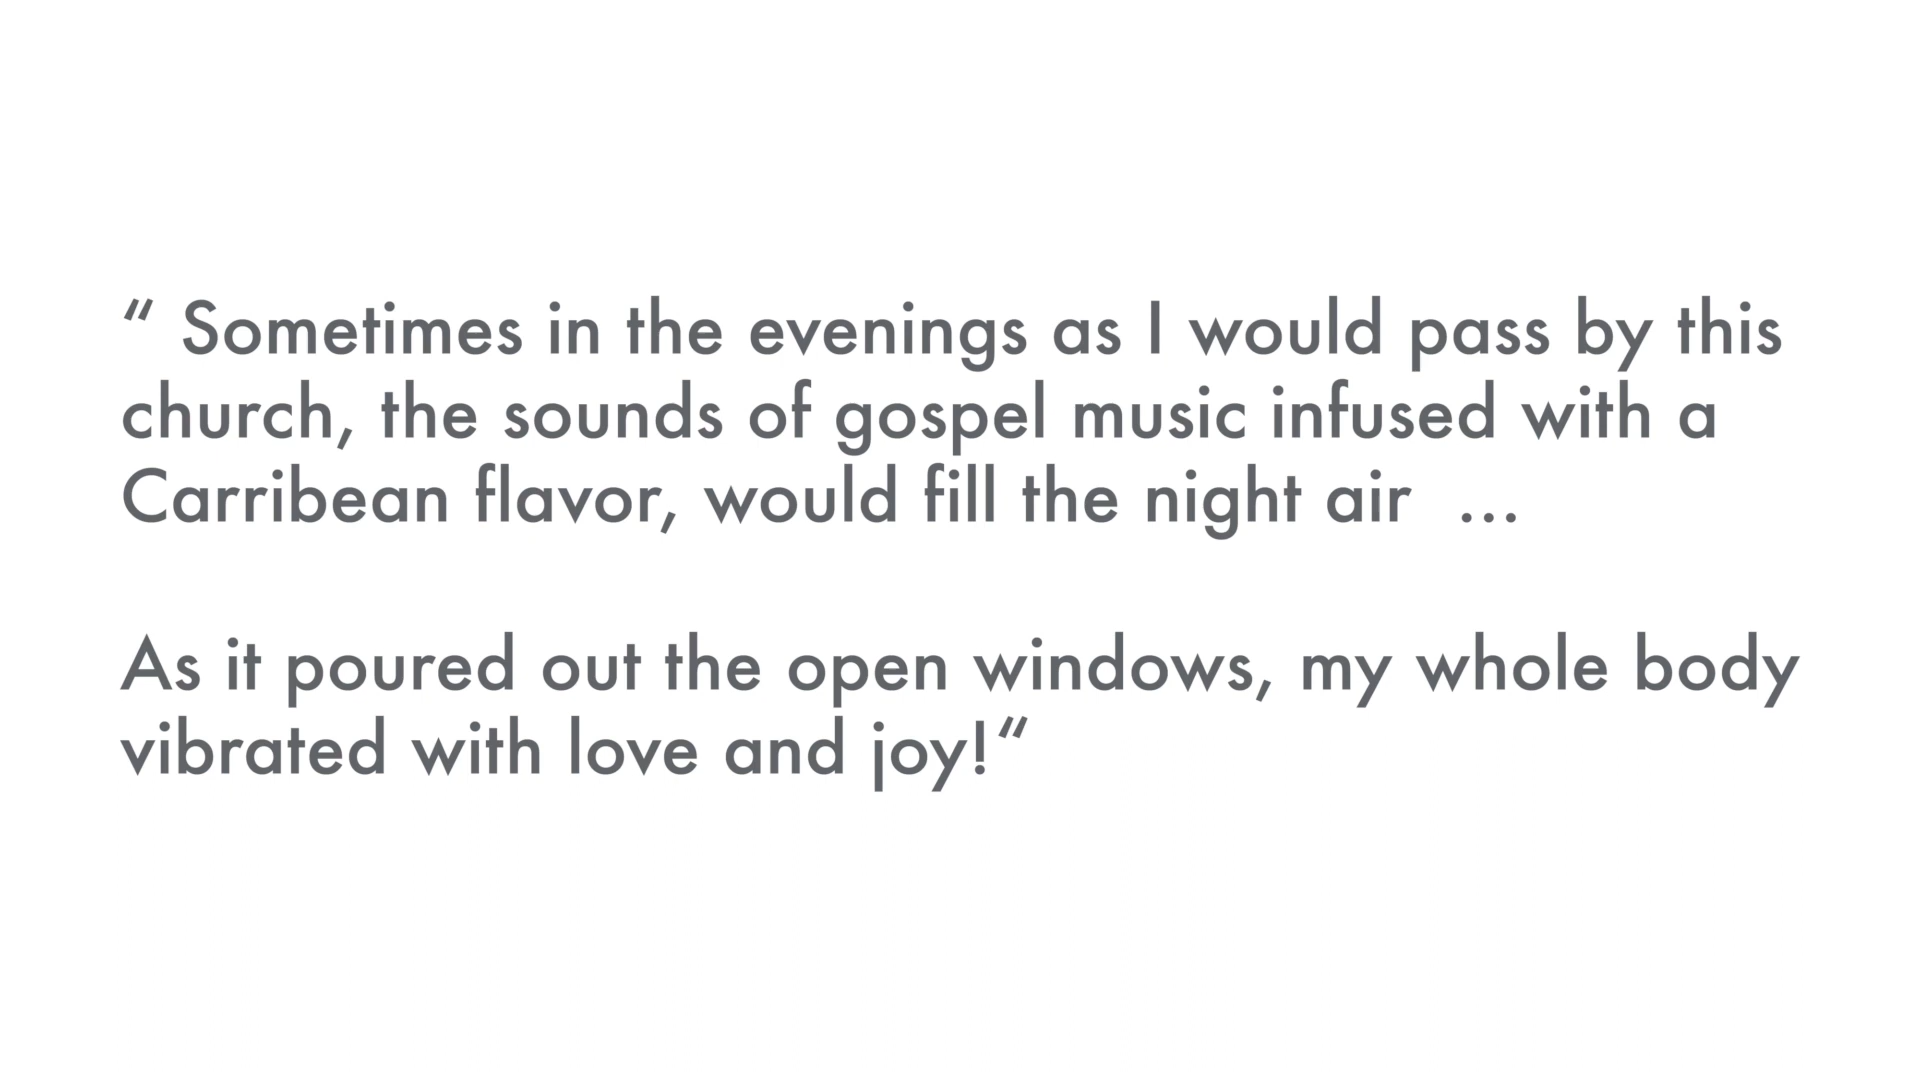 “ Sometimes in the evenings as I would pass by this
church, the sounds of gospel music infused with a
Carribean flavor, would fill the night air  ...
As it poured out the open windows, my whole body
vibrated with love and joy!“